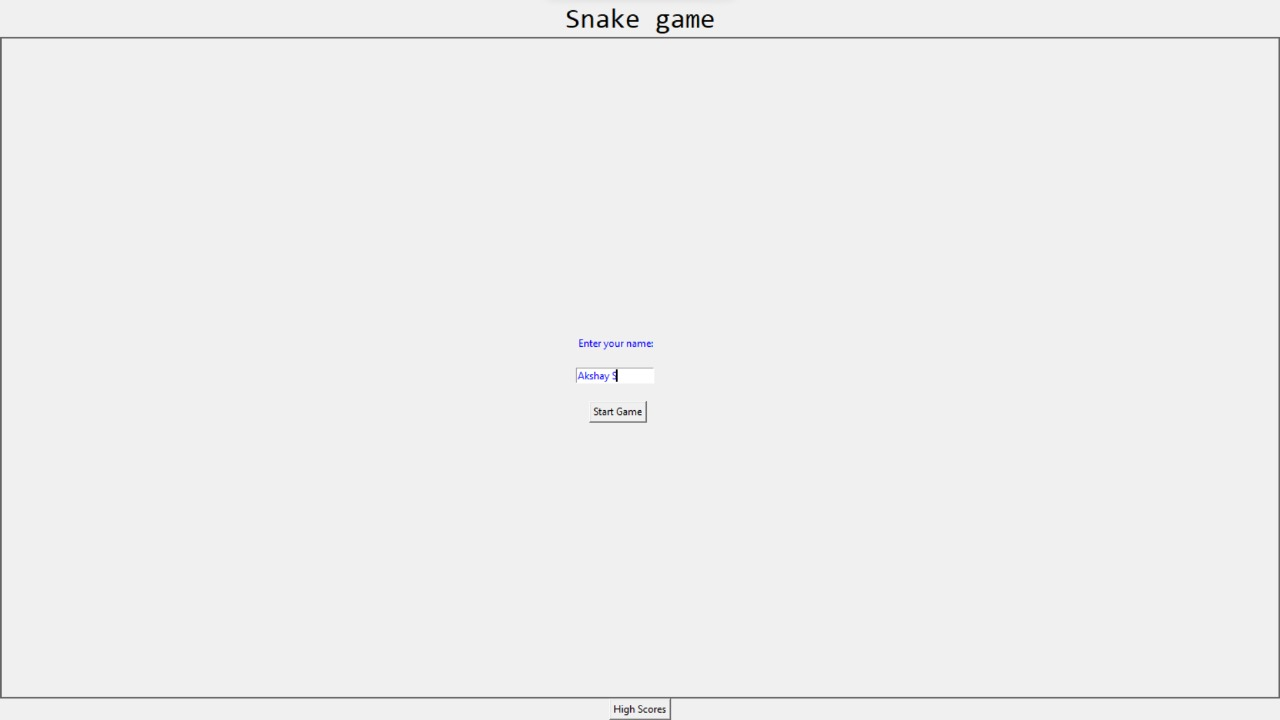 Snake game
Enter your name:
Akshay S
Start Game
High Scores